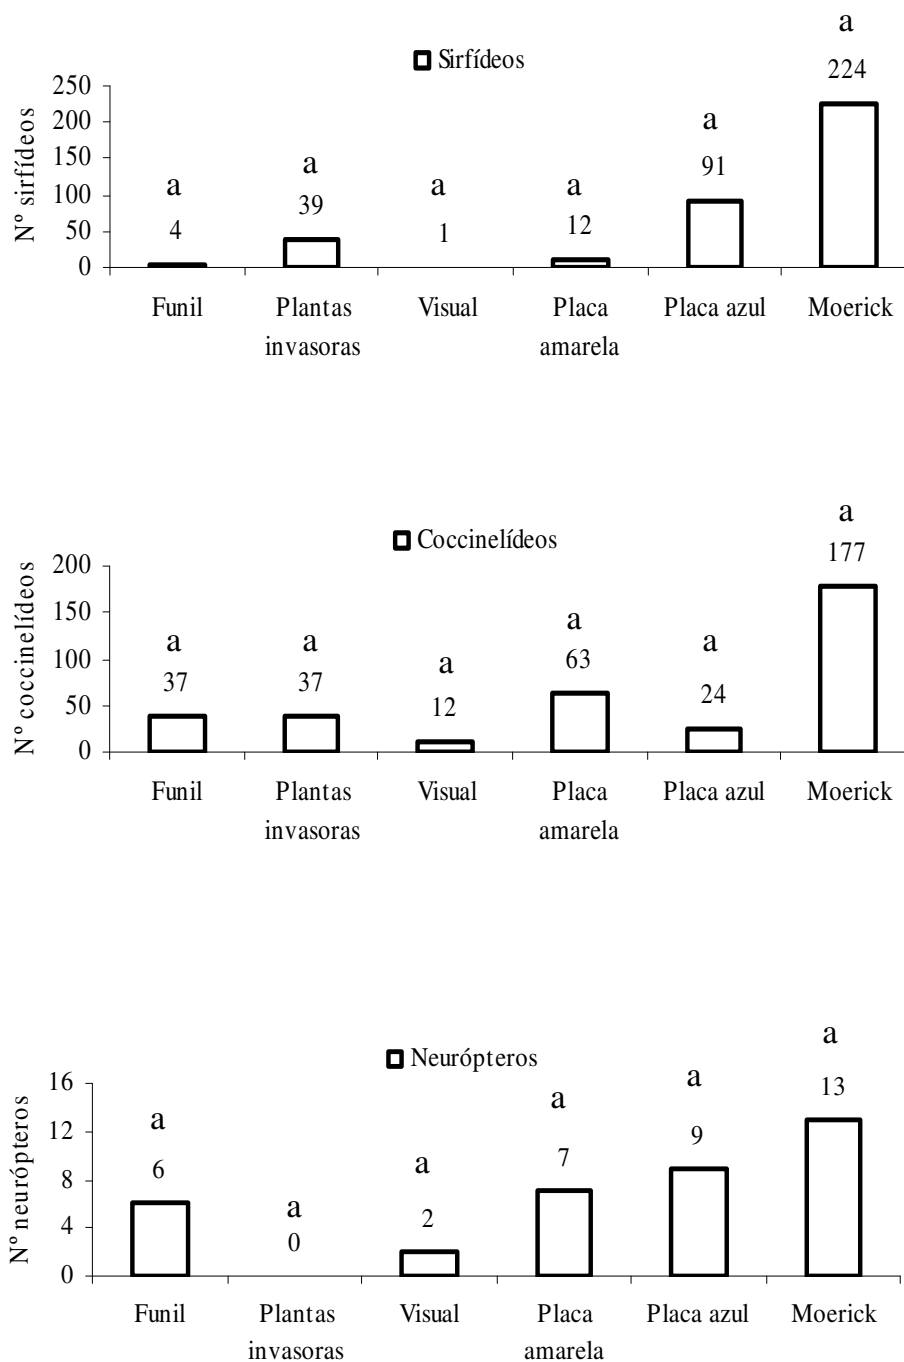 a
Sirfídeos
224
250
a
200
a
91
150
a
a
39
a
100
4
1
12
50
0
Nº sirfídeos
Funil Plantas Visual Placa Placa azul Moerick
invasoras amarela
a
Coccinelídeos
177
200
a
150
a
a
a
63
a
100
37
37
12
24
50
0
Nº coccinelídeos
Funil Plantas Visual Placa Placa azul Moerick
invasoras amarela
a
Neurópteros
a
13
16
a
a
9
12
6
a
7
8
a
2
4
0
0
Nº neurópteros
Funil Plantas Visual Placa Placa azul Moerick
invasoras amarela